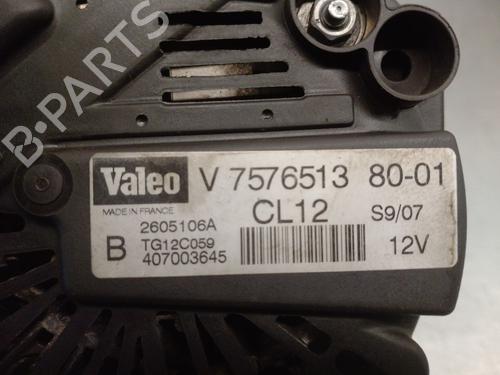 B-PARTS
Valeo V 7576513 80-01
MADE IN FRANCE CL12 S9/07
2605106A
B TG12C059 12V
407003645